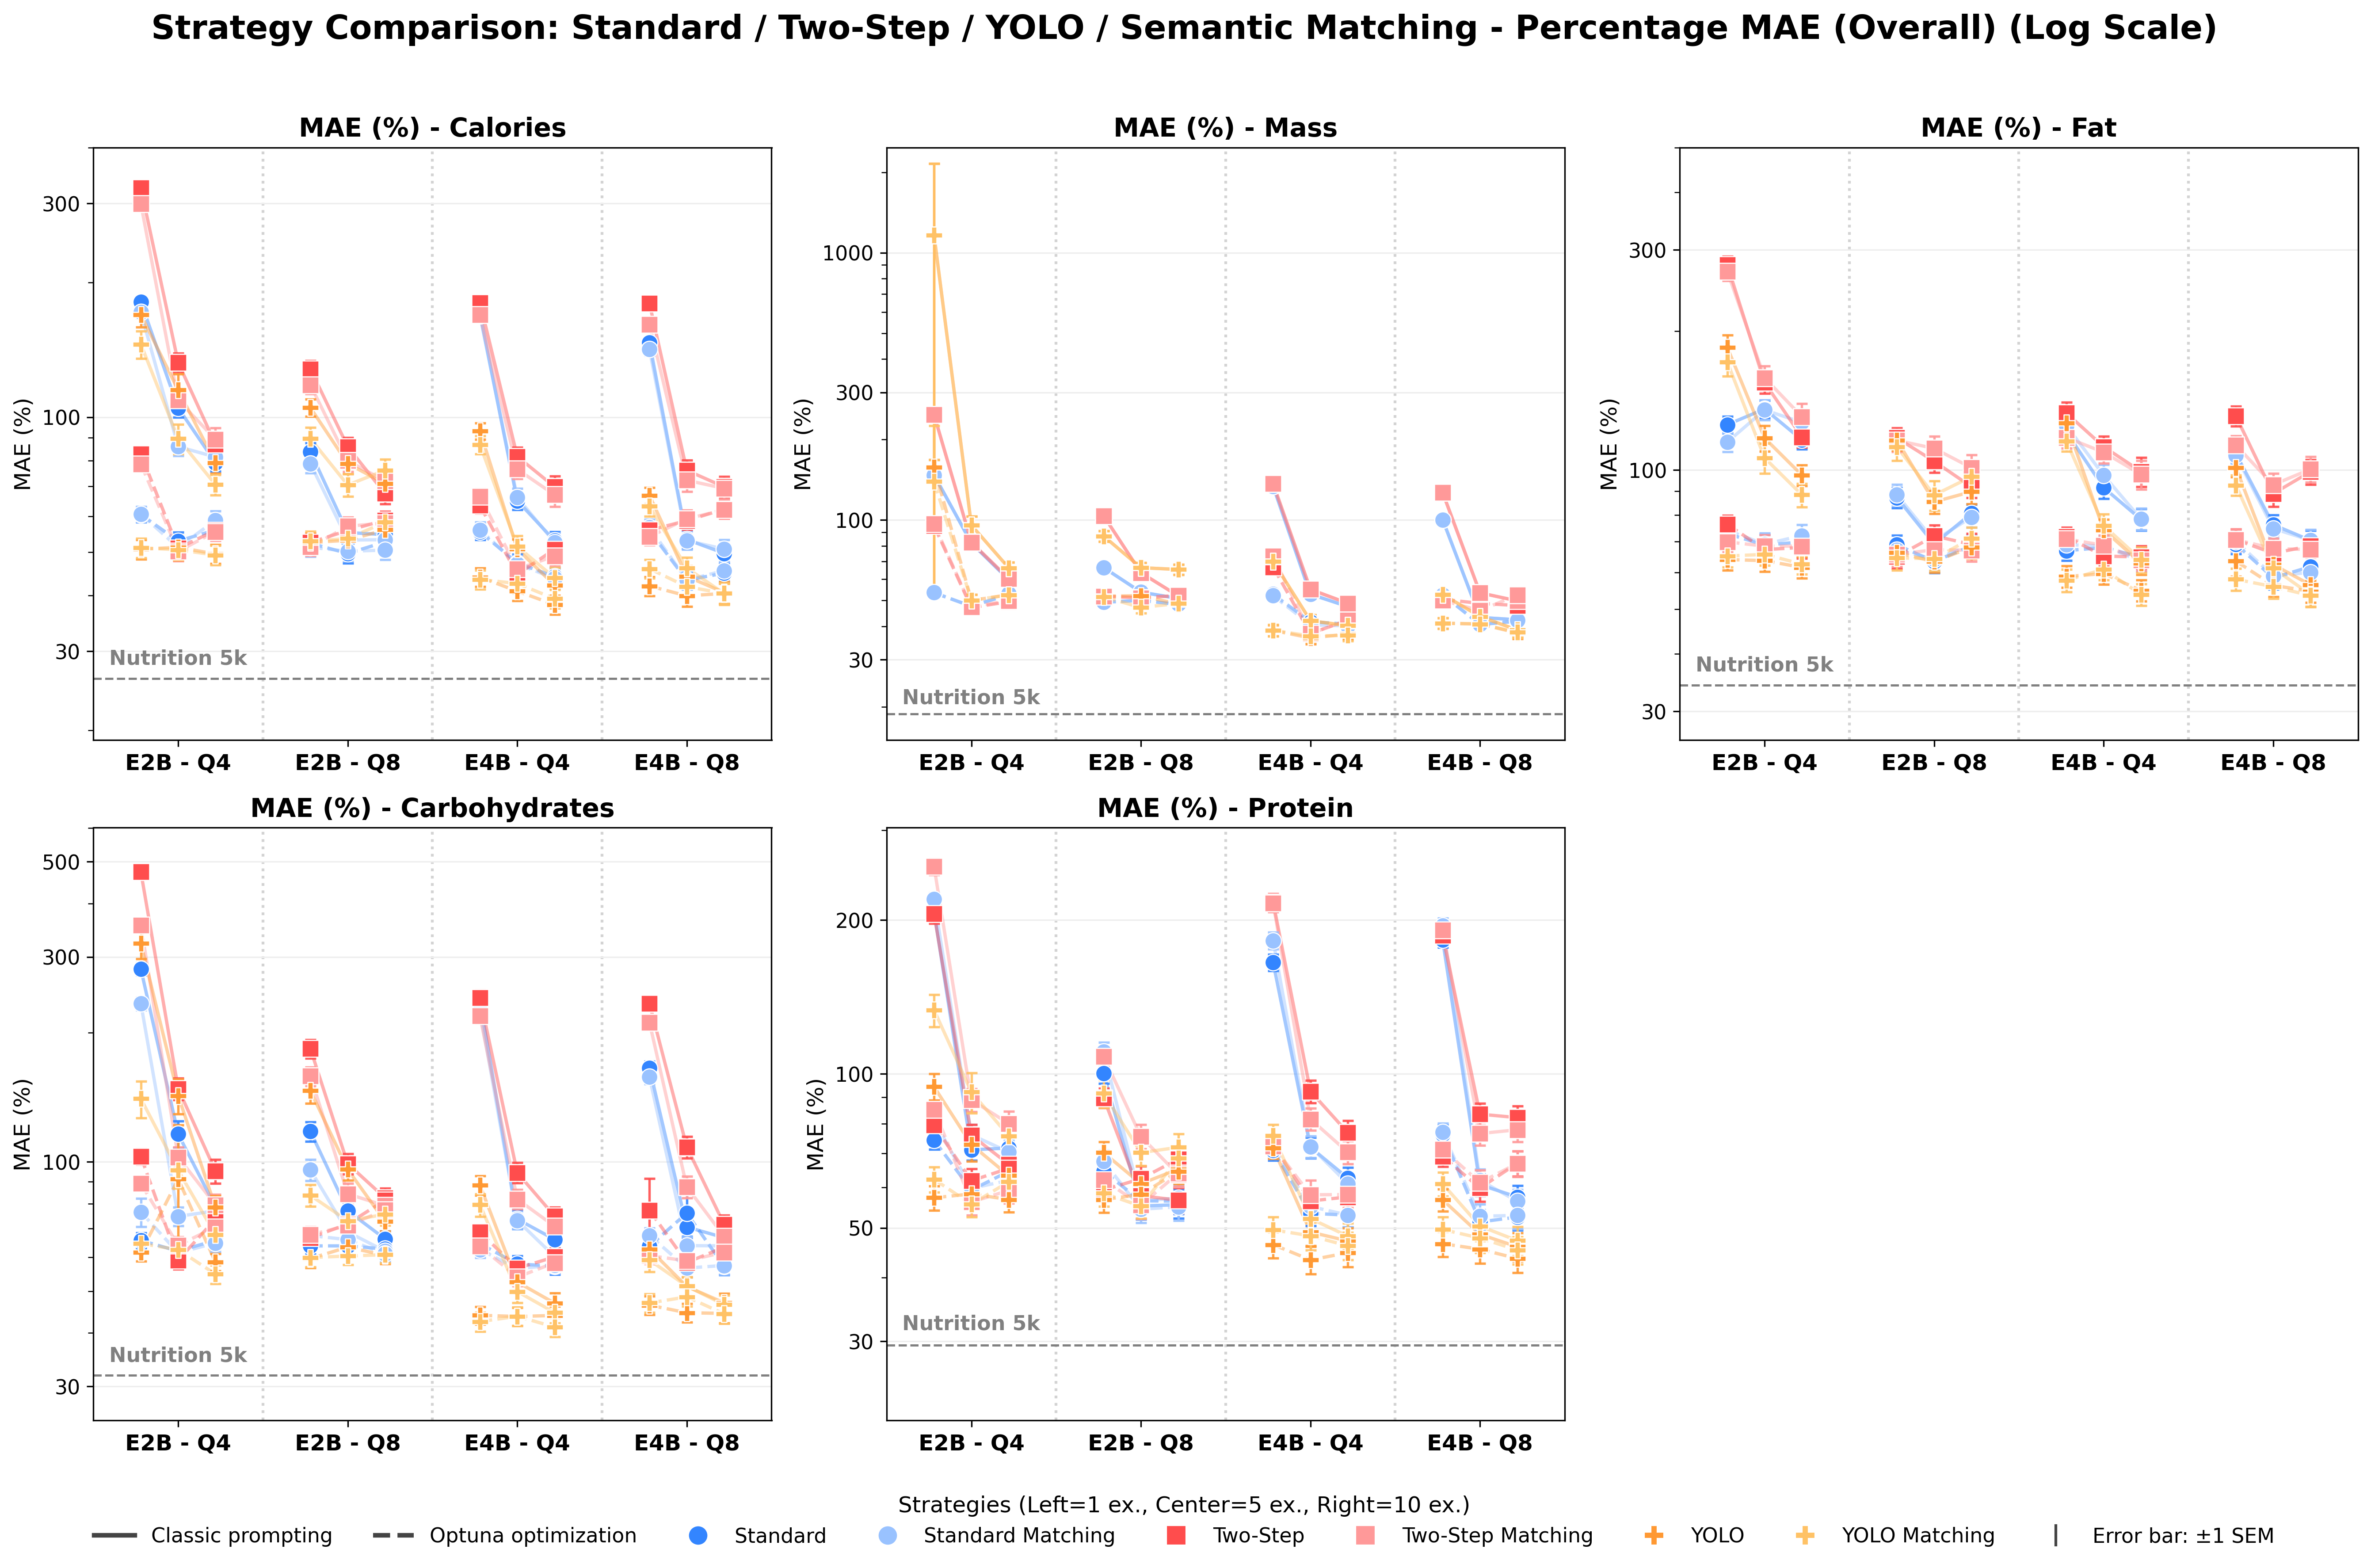 Strategy Comparison: Standard / Two-Step / YOLO / Semantic Matching - Percentage MAE (Overall) (Log Scale)
MAE (%) - Calories
MAE (%)
300
100
30
Nutrition 5k
E2B - Q4
E2B - Q8
E4B - Q4
E4B - Q8
MAE (%) - Mass
MAE (%)
1000
300
100
30
Nutrition 5k
E2B - Q4
E2B - Q8
E4B - Q4
E4B - Q8
MAE (%) - Fat
MAE (%)
300
100
30
Nutrition 5k
E2B - Q4
E2B - Q8
E4B - Q4
E4B - Q8
MAE (%) - Carbohydrates
MAE (%)
500
300
100
30
Nutrition 5k
E2B - Q4
E2B - Q8
E4B - Q4
E4B - Q8
MAE (%) - Protein
MAE (%)
200
100
50
30
Nutrition 5k
E2B - Q4
E2B - Q8
E4B - Q4
E4B - Q8
Strategies (Left=1 ex., Center=5 ex., Right=10 ex.)
Classic prompting
Optuna optimization
Standard
Standard Matching
Two-Step
Two-Step Matching
YOLO
YOLO Matching
Error bar: ±1 SEM